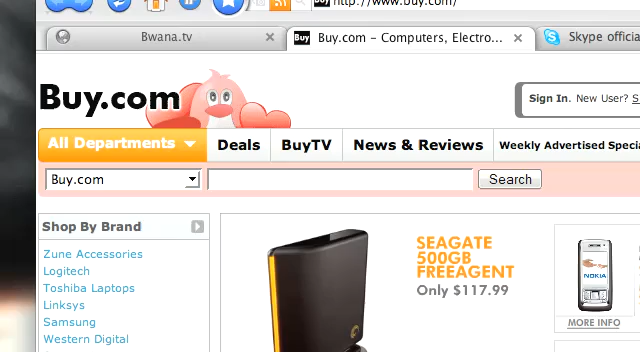 http://www.buy.com/
Bwana.tv
Buy Buy.com – Computers, Electro...
Skype officia
Buy.com
Sign In. New User? S
All Departments
Deals
BuyTV
News & Reviews
Weekly Advertised Specia
Buy.com
Search
Shop By Brand
Zune Accessories
Logitech
Toshiba Laptops
Linksys
Samsung
Western Digital
SEAGATE
500GB
FREEAGENT
Only $117.99
NOKIA
MORE INFO